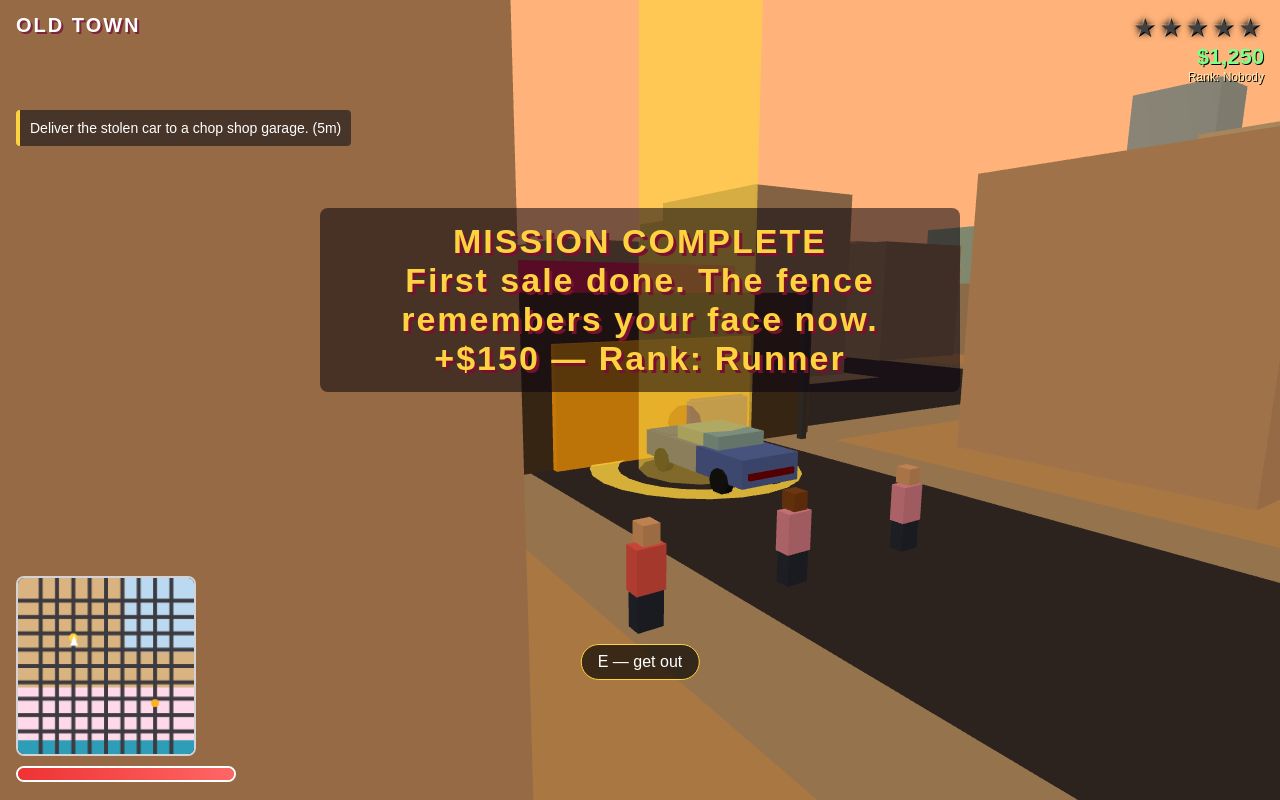 OLD TOWN
$1,250
Rank: Nobody
Deliver the stolen car to a chop shop garage. (5m)
MISSION COMPLETE
First sale done. The fence
remembers your face now.
+$150 — Rank: Runner
E — get out